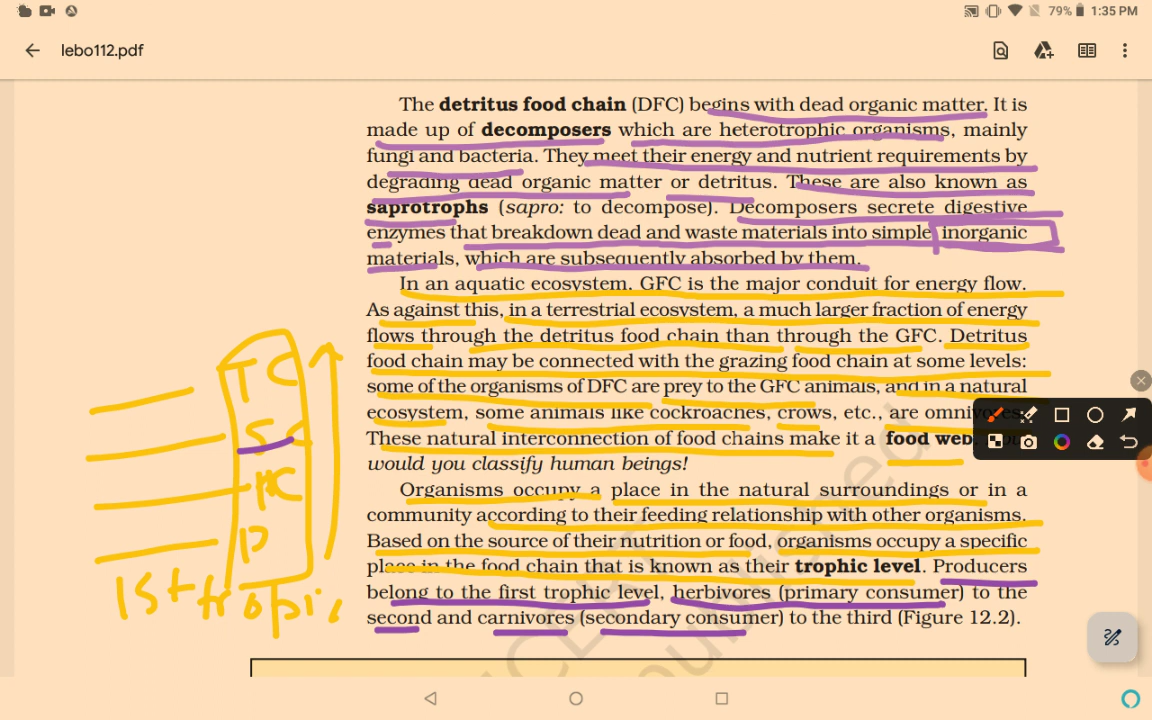 79% 1:35 PM
lebo112.pdf
The detritus food chain (DFC) begins with dead organic matter. It is
made up of decomposers which are heterotrophic organisms, mainly
fungi and bacteria. They meet their energy and nutrient requirements by
degrading dead organic matter or detritus. These are also known as
saprotrophs (sapro: to decompose). Decomposers secrete digestive
enzymes that breakdown dead and waste materials into simple, inorganic
materials, which are subsequently absorbed by them.
In an aquatic ecosystem, GFC is the major conduit for energy flow.
As against this, in a terrestrial ecosystem, a much larger fraction of energy
flows through the detritus food chain than through the GFC. Detritus
food chain may be connected with the grazing food chain at some levels:
some of the organisms of DFC are prey to the GFC animals, and in a natural
ecosystem, some animals like cockroaches, crows, etc., are omnivores.
These natural interconnection of food chains make it a food web.
would you classify human beings!
Organisms occupy a place in the natural surroundings or in a
community according to their feeding relationship with other organisms.
Based on the source of their nutrition or food, organisms occupy a specific
place in the food chain that is known as their trophic level. Producers
belong to the first trophic level, herbivores (primary consumer) to the
second and carnivores (secondary consumer) to the third (Figure 12.2).
TC
SC
PC
P
1st tropic